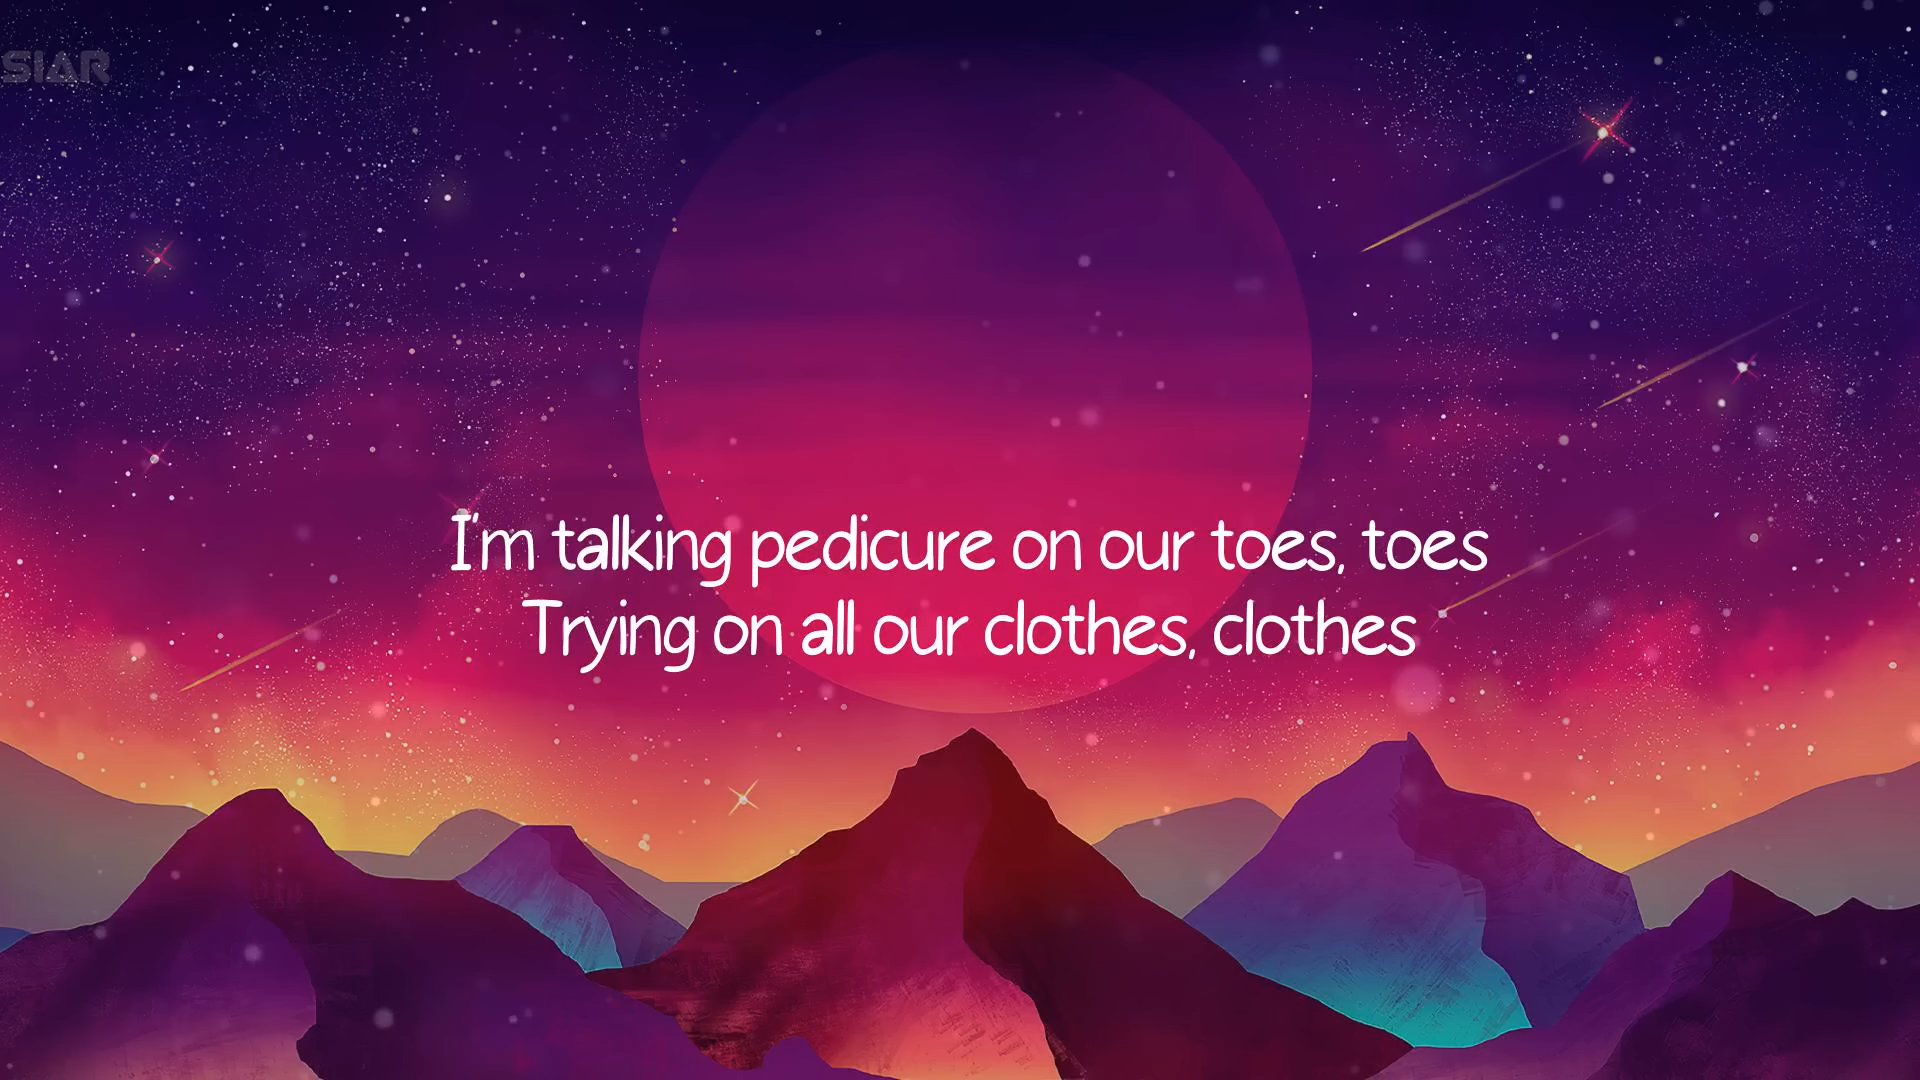 SIAR
I'm talking pedicure on our toes, toes
Trying on all our clothes, clothes